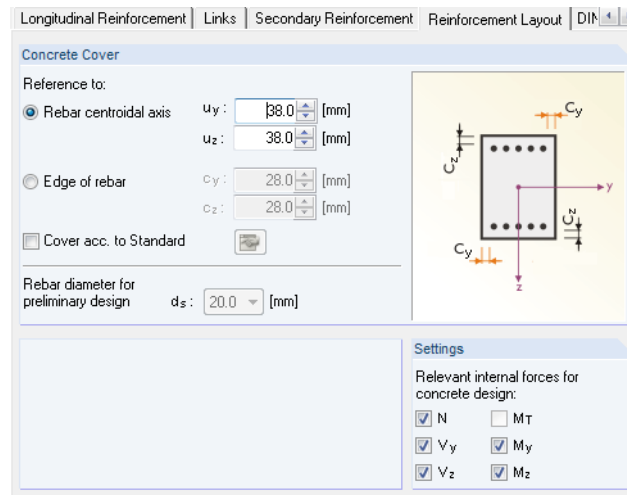 Longitudinal Reinforcement Links Secondary Reinforcement Reinforcement Layout DIN
Concrete Cover
Reference to:
Rebar centroidal axis uy: 38.0 [mm]
uz: 38.0 [mm]
Edge of rebar cy: 28.0 [mm]
cz: 28.0 [mm]
Cover acc. to Standard
Rebar diameter for
preliminary design ds: 20.0 [mm]
Cy
Cz
y
Cz
Cy
z
Settings
Relevant internal forces for
concrete design:
N MT
Vy My
Vz Mz